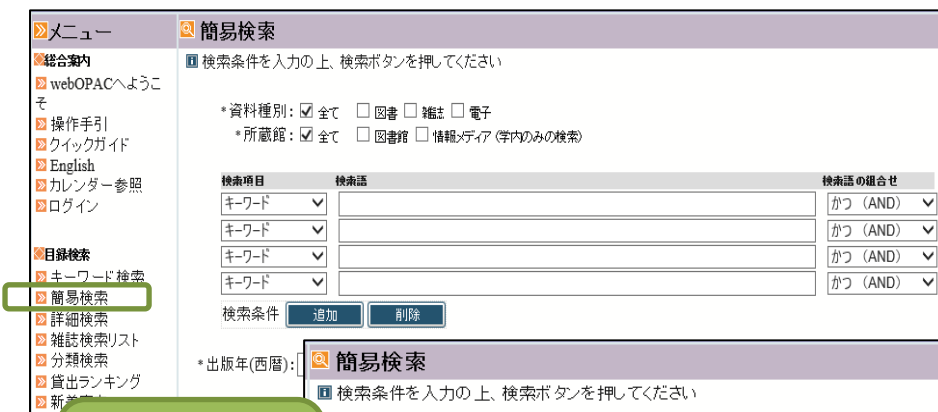 メニュー
総合案内
webOPACへようこ
そ
操作手引
クイックガイド
English
カレンダー参照
ログイン
目録検索
キーワード検索
簡易検索
詳細検索
雑誌検索リスト
分類検索
貸出ランキング
簡易検索
検索条件を入力の上、検索ボタンを押してください
*資料種別: 全て 図書 雑誌 電子
*所蔵館: 全て 図書館 情報メディア(学内のみの検索)
検索項目 検索語 検索語の組合せ
キーワード かつ (AND)
キーワード かつ (AND)
キーワード かつ (AND)
キーワード かつ (AND)
検索条件 追加 削除
*出版年(西暦):
簡易検索
検索条件を入力の上、検索ボタンを押してください